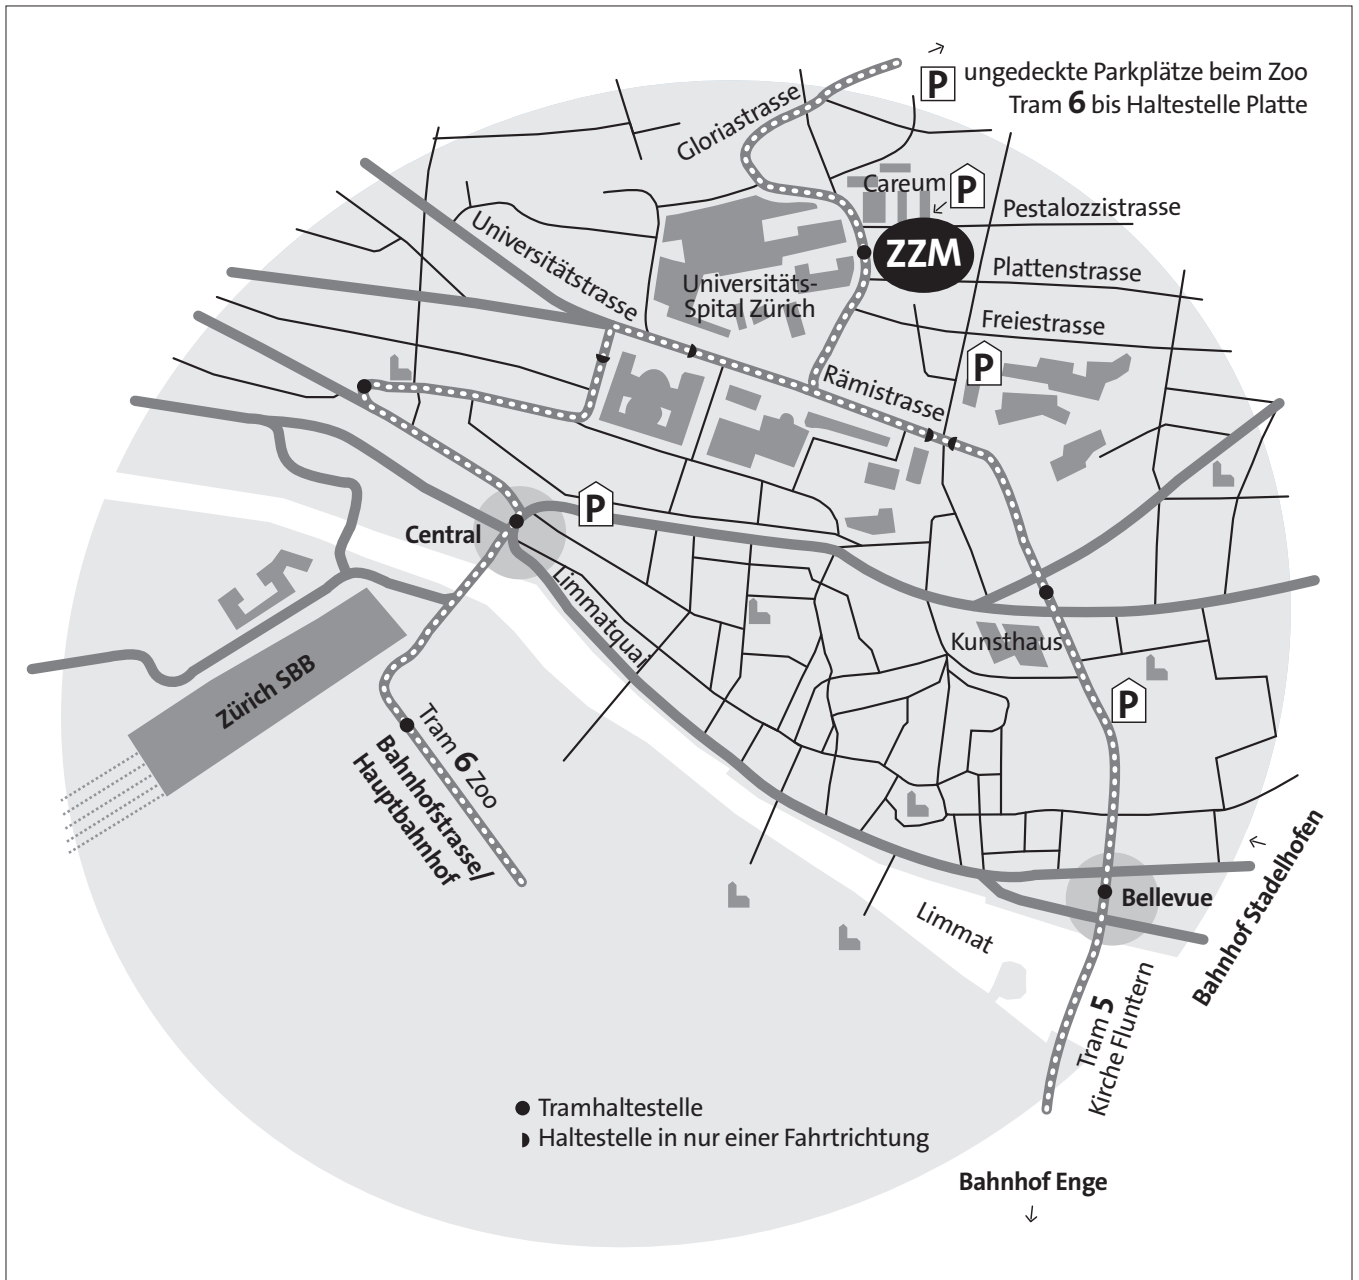 P
ungedeckte Parkplätze beim Zoo
Tram 6 bis Haltestelle Platte
Gloriastrasse
Careum
P
Pestalozzistrasse
ZZM
Plattenstrasse
Universitätstrasse
Universitäts-
Spital Zürich
Freiestrasse
P
Rämistrasse
P
Central
Limmatquai
Kunsthaus
Zürich SBB
P
Tram 6 Zoo
Bahnhofstrasse/
Hauptbahnhof
Bellevue
Bahnhof Stadelhofen
Limmat
Tram 5
Kirche Fluntern
Tramhaltestelle
Haltestelle in nur einer Fahrtrichtung
Bahnhof Enge